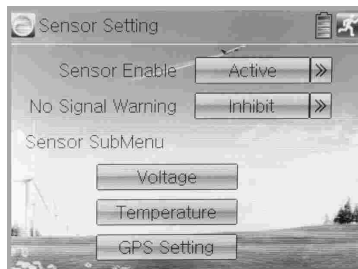 Sensor Setting
Sensor Enable Active
No Signal Warning Inhibit
Sensor SubMenu
Voltage
Temperature
GPS Setting